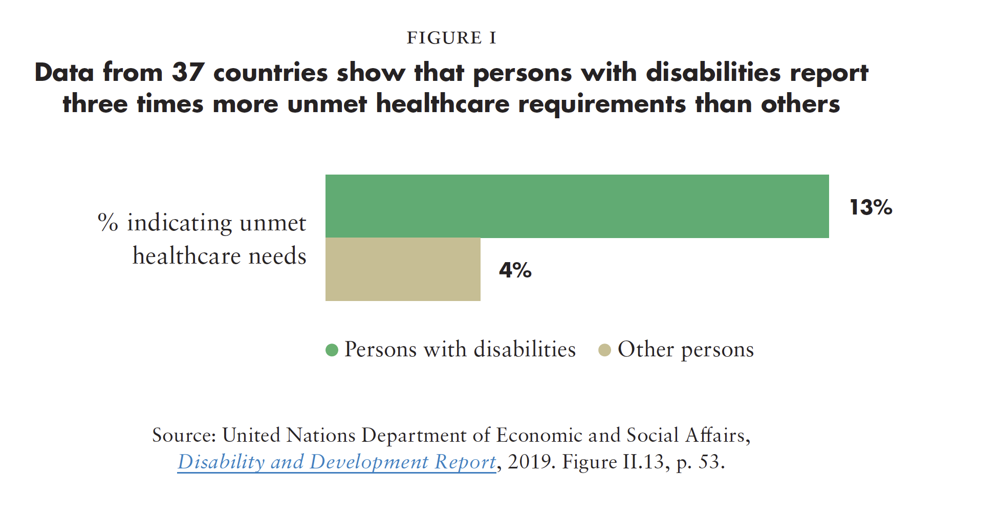 FIGURE I
Data from 37 countries show that persons with disabilities report
three times more unmet healthcare requirements than others
13%
% indicating unmet
healthcare needs
4%
Persons with disabilities Other persons
Source: United Nations Department of Economic and Social Affairs,
Disability and Development Report, 2019. Figure II.13, p. 53.